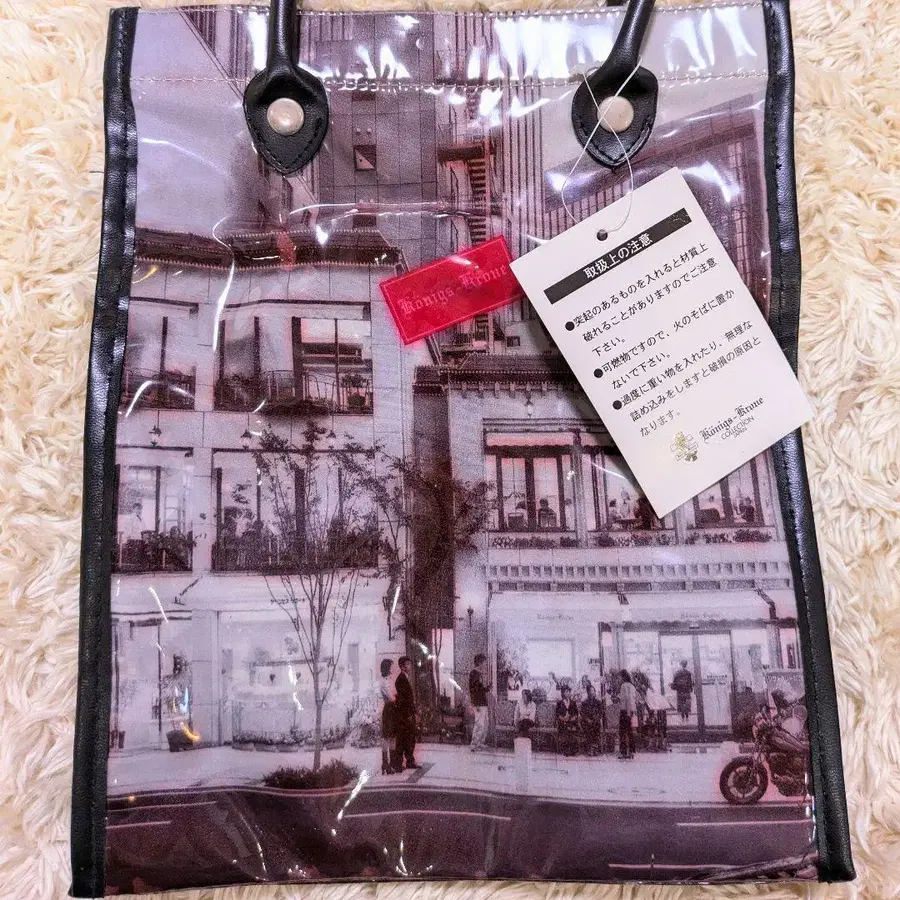 Königs-Krone
取扱上の注意
●突起のあるものを入れると材質上
破れることがありますのでご注意
下さい。
●可燃物ですので、火のそばに置か
ないで下さい。
●過度に重い物を入れたり、無理な
詰め込みをしますと破損の原因と
なります。
Königs-Krone
COLLECTION